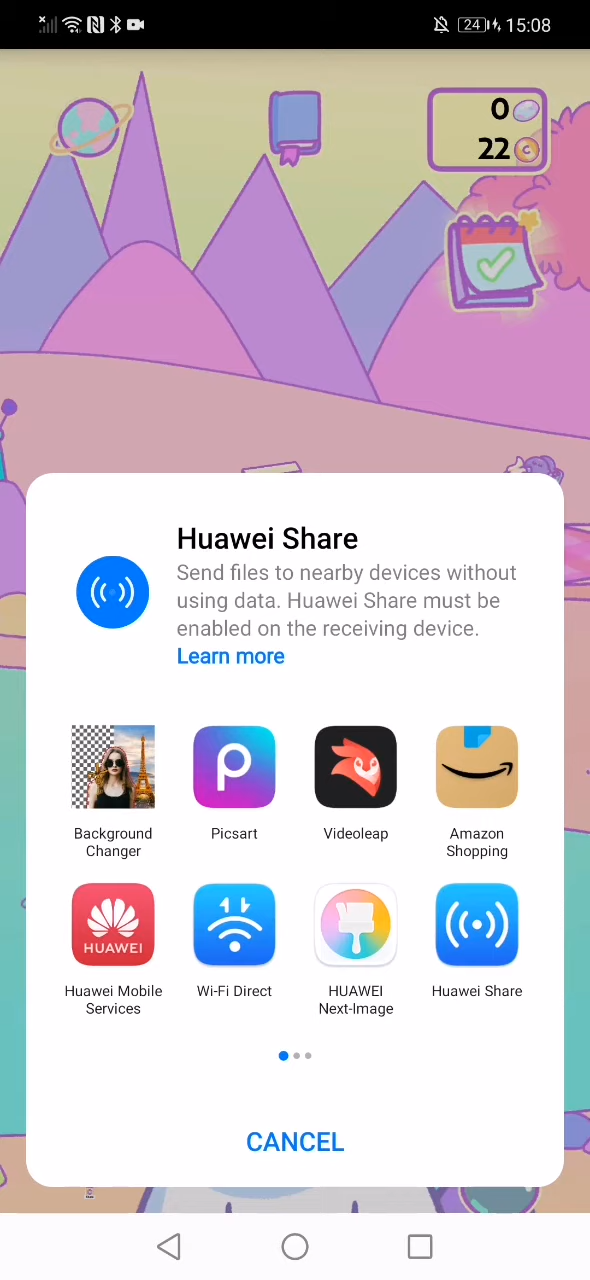 24 15:08
0
22
Huawei Share
Send files to nearby devices without
using data. Huawei Share must be
enabled on the receiving device.
Learn more
Background
Changer
Picsart
Videoleap
Amazon
Shopping
HUAWEI
Huawei Mobile
Services
Wi-Fi Direct
HUAWEI
Next-Image
Huawei Share
CANCEL